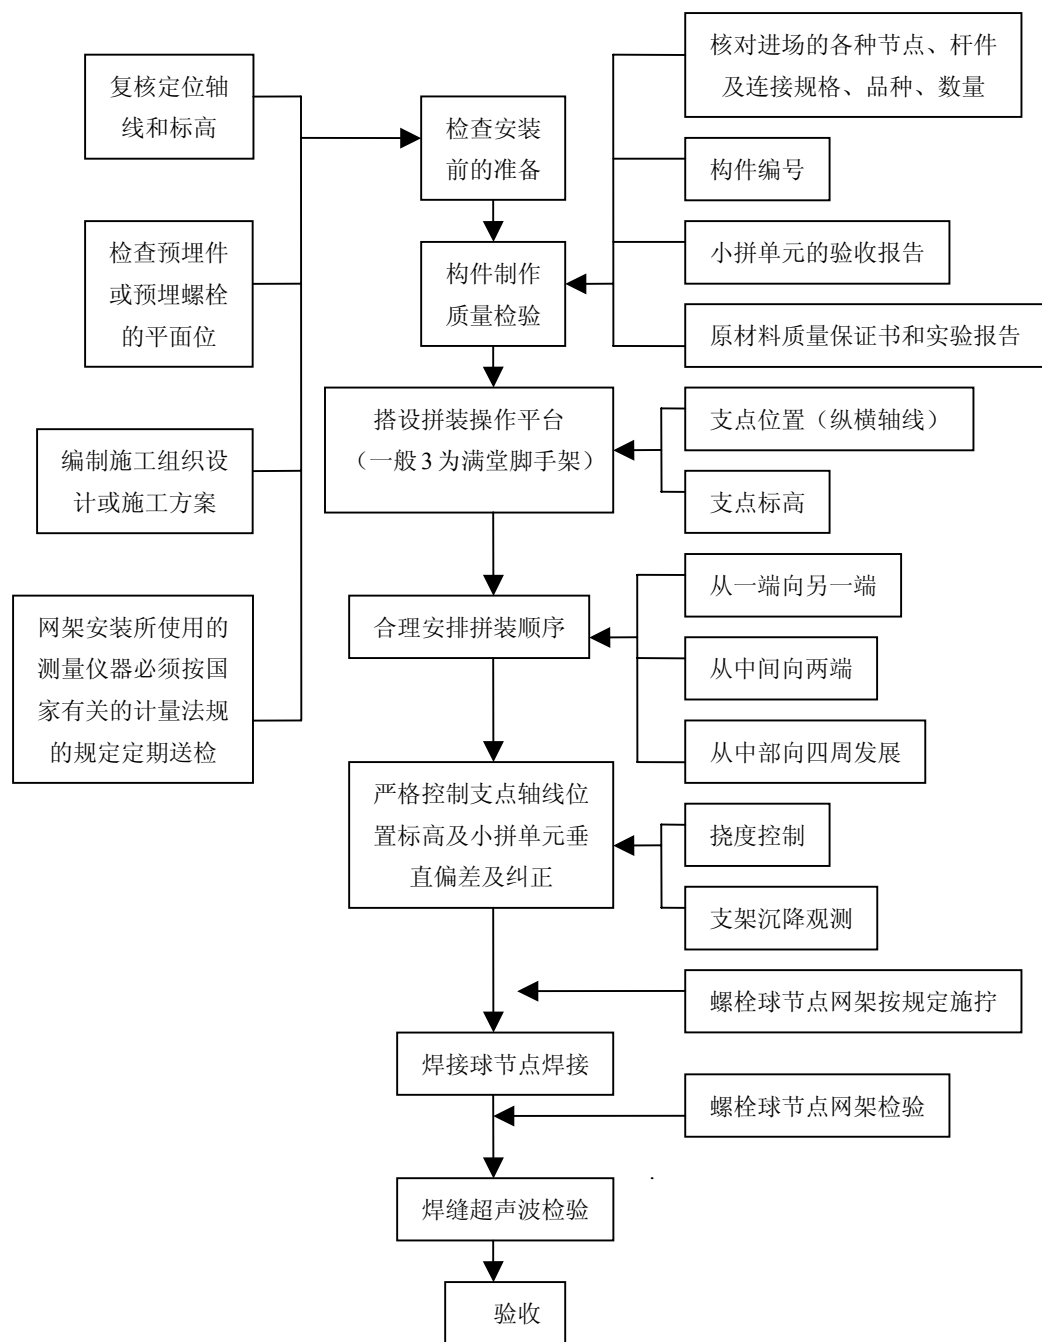 复核定位轴
线和标高
检查预埋件
或预埋螺栓
的平面位
编制施工组织设
计或施工方案
网架安装所使用的
测量仪器必须按国
家有关的计量法规
的规定定期送检
检查安装
前的准备
构件制作
质量检验
搭设拼装操作平台
（一般3为满堂脚手架）
合理安排拼装顺序
严格控制支点轴线位
置标高及小拼单元垂
直偏差及纠正
焊接球节点焊接
焊缝超声波检验
验收
核对进场的各种节点、杆件
及连接规格、品种、数量
构件编号
小拼单元的验收报告
原材料质量保证书和实验报告
支点位置（纵横轴线）
支点标高
从一端向另一端
从中间向两端
从中部向四周发展
挠度控制
支架沉降观测
螺栓球节点网架按规定施拧
螺栓球节点网架检验